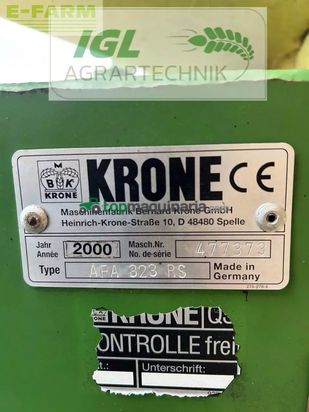 E-FARM
IGL
AGRARTECHNIK
M
B K
KRONE
KRONE CE
topmaquinaria
Maschinenfabrik Bernard Krone GmbH
Heinrich-Krone-Straße 10, D 48480 Spelle
Jahr 2000 Masch.Nr. 477373
Année No. de série
Type AFA 323 RS Made in
Germany
KRONE
ONTROLLE frei
Unterschrift: